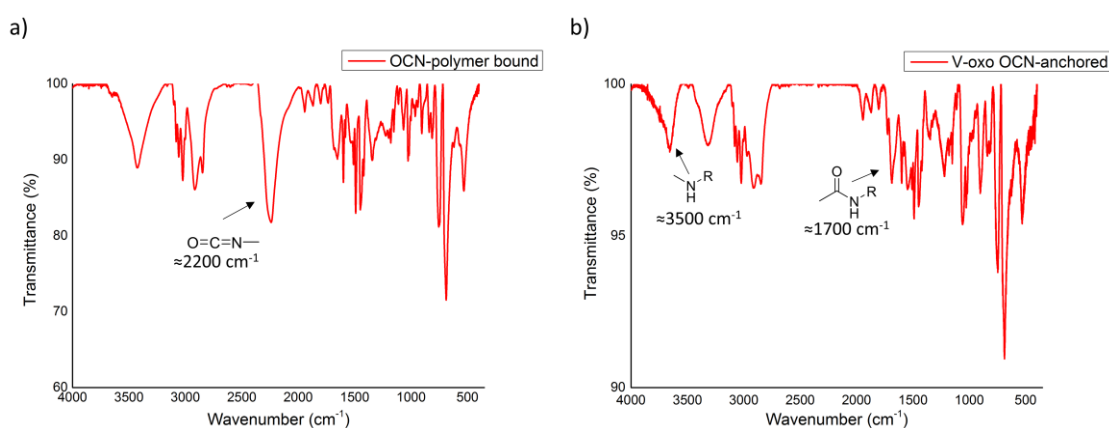 a)
OCN-polymer bound
Transmittance (%)
100
90
80
70
60
O=C=N
≈2200 cm-1
4000 3500 3000 2500 2000 1500 1000 500
Wavenumber (cm-1)
b)
V-oxo OCN-anchored
Transmittance (%)
100
95
90
N
H
R
≈3500 cm-1
O
N
H
R
≈1700 cm-1
4000 3500 3000 2500 2000 1500 1000 500
Wavenumber (cm-1)